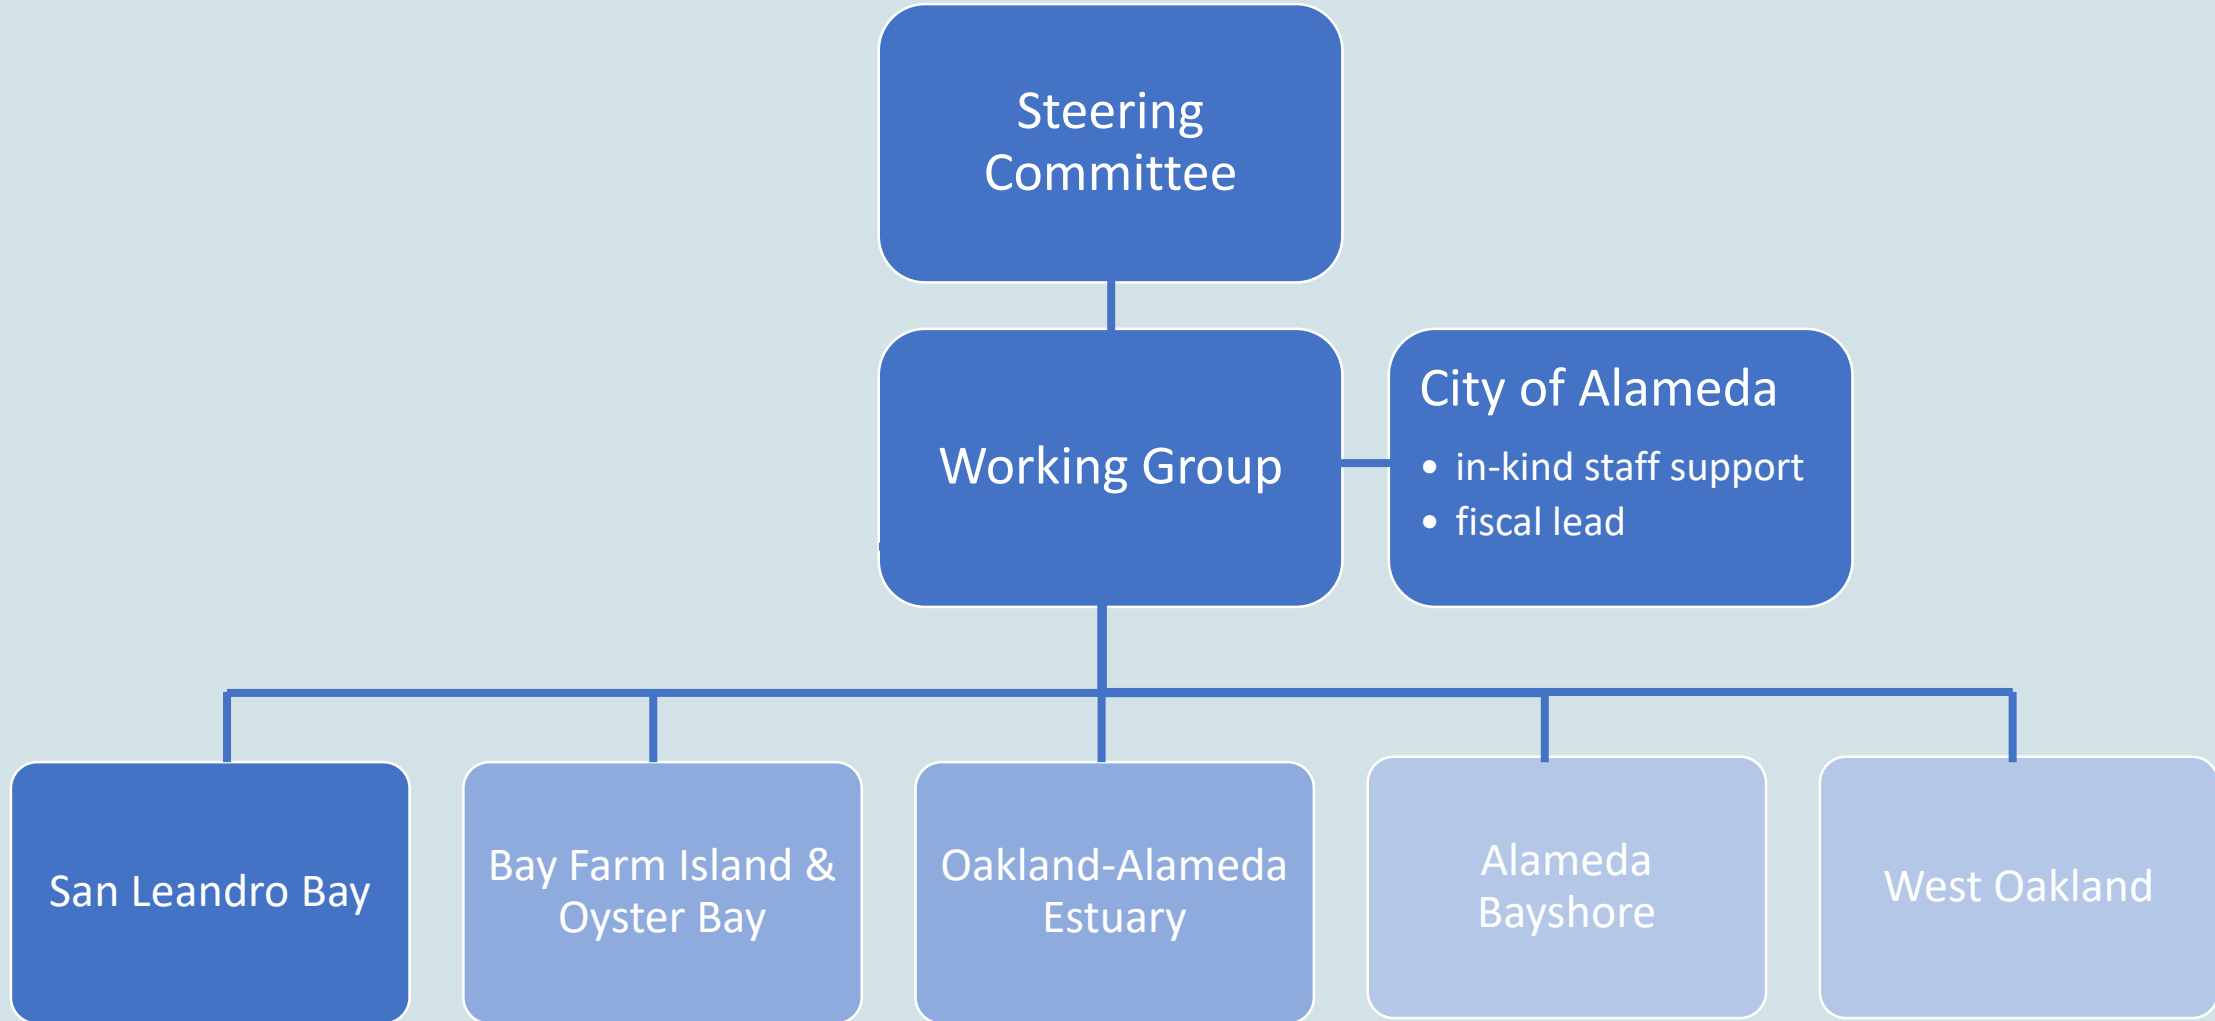 Steering
Committee
Working Group
City of Alameda
• in-kind staff support
• fiscal lead
San Leandro Bay
Bay Farm Island &
Oyster Bay
Oakland-Alameda
Estuary
Alameda
Bayshore
West Oakland